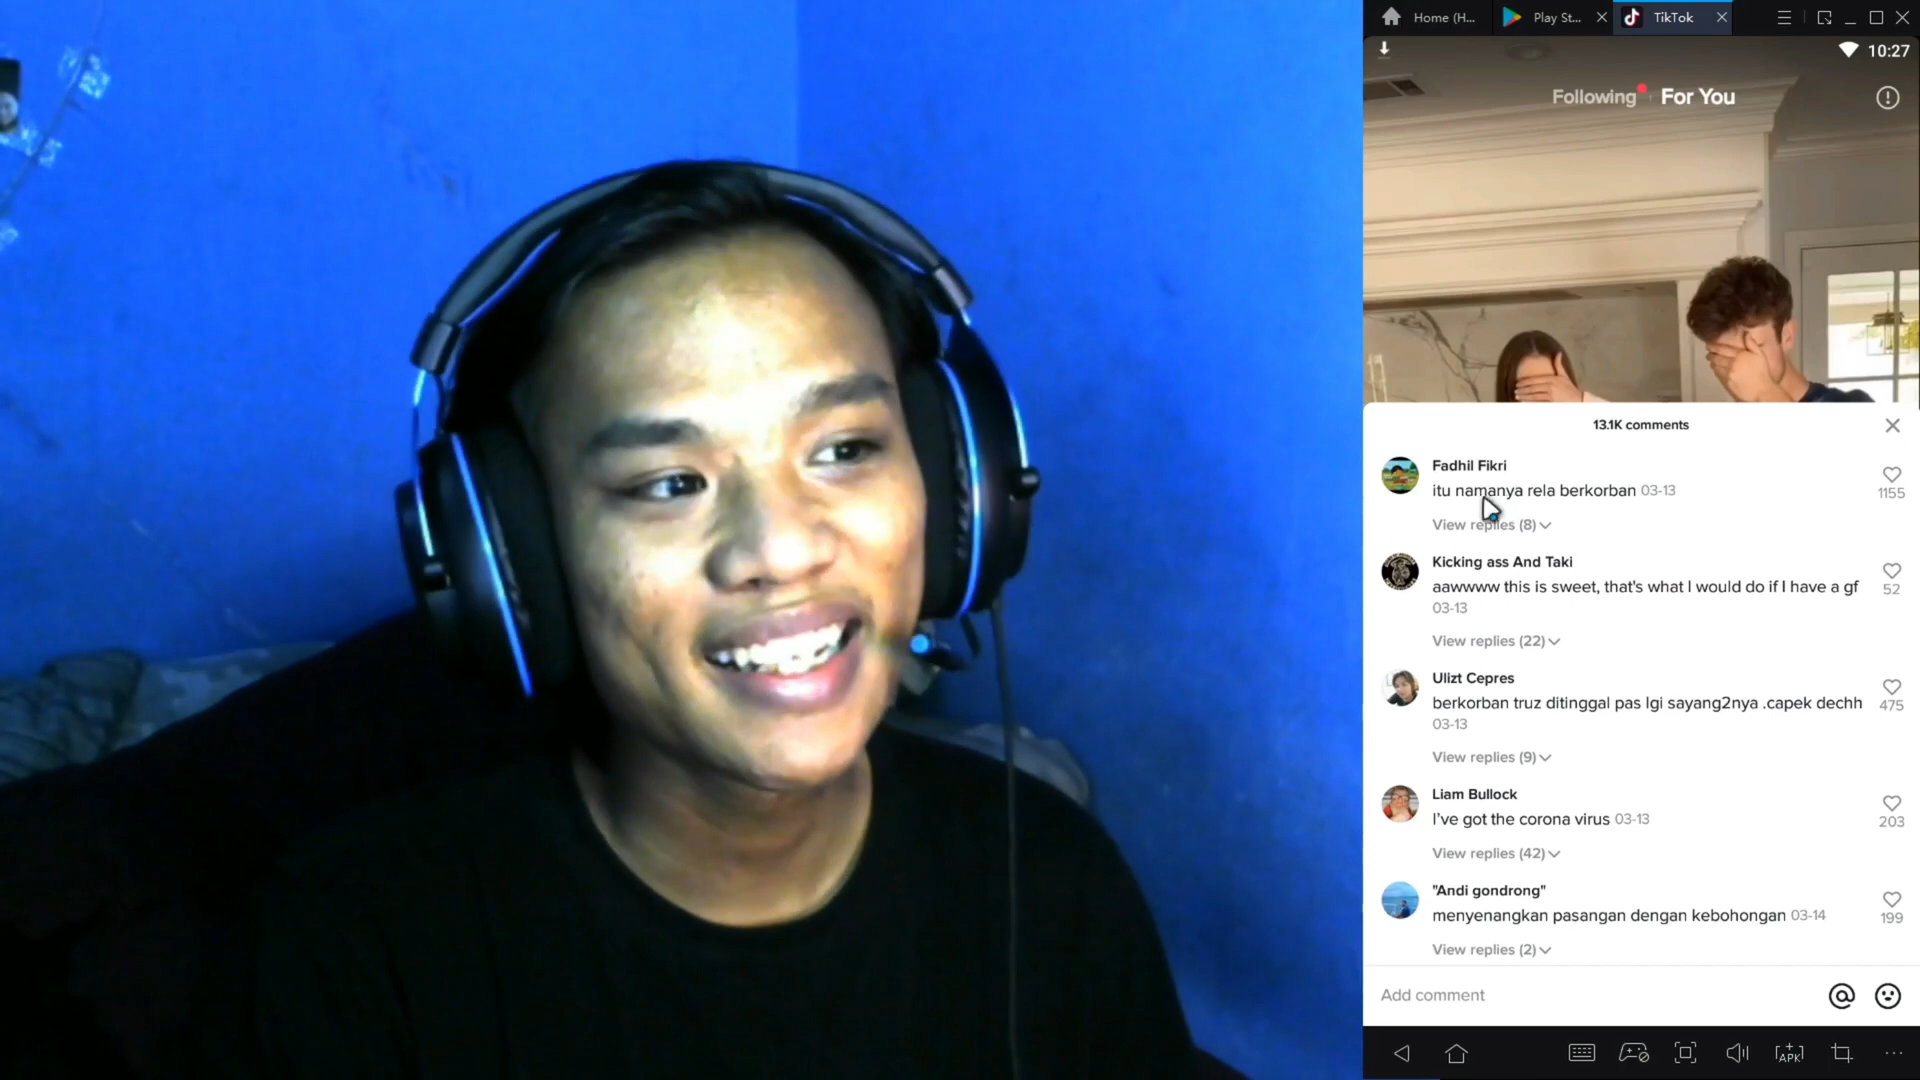 Home (H...
Play St...
TikTok
10:27
Following
For You
13.1K comments
Fadhil Fikri
itu namanya rela berkorban 03-13
1155
View replies (8)
Kicking ass And Taki
aawwww this is sweet, that's what I would do if I have a gf
52
03-13
View replies (22)
Ulizt Cepres
berkorban truz ditinggal pas lgi sayang2nya .capek dechh
475
03-13
View replies (9)
Liam Bullock
I've got the corona virus 03-13
203
View replies (42)
"Andi gondrong"
menyenangkan pasangan dengan kebohongan 03-14
199
View replies (2)
Add comment
APK